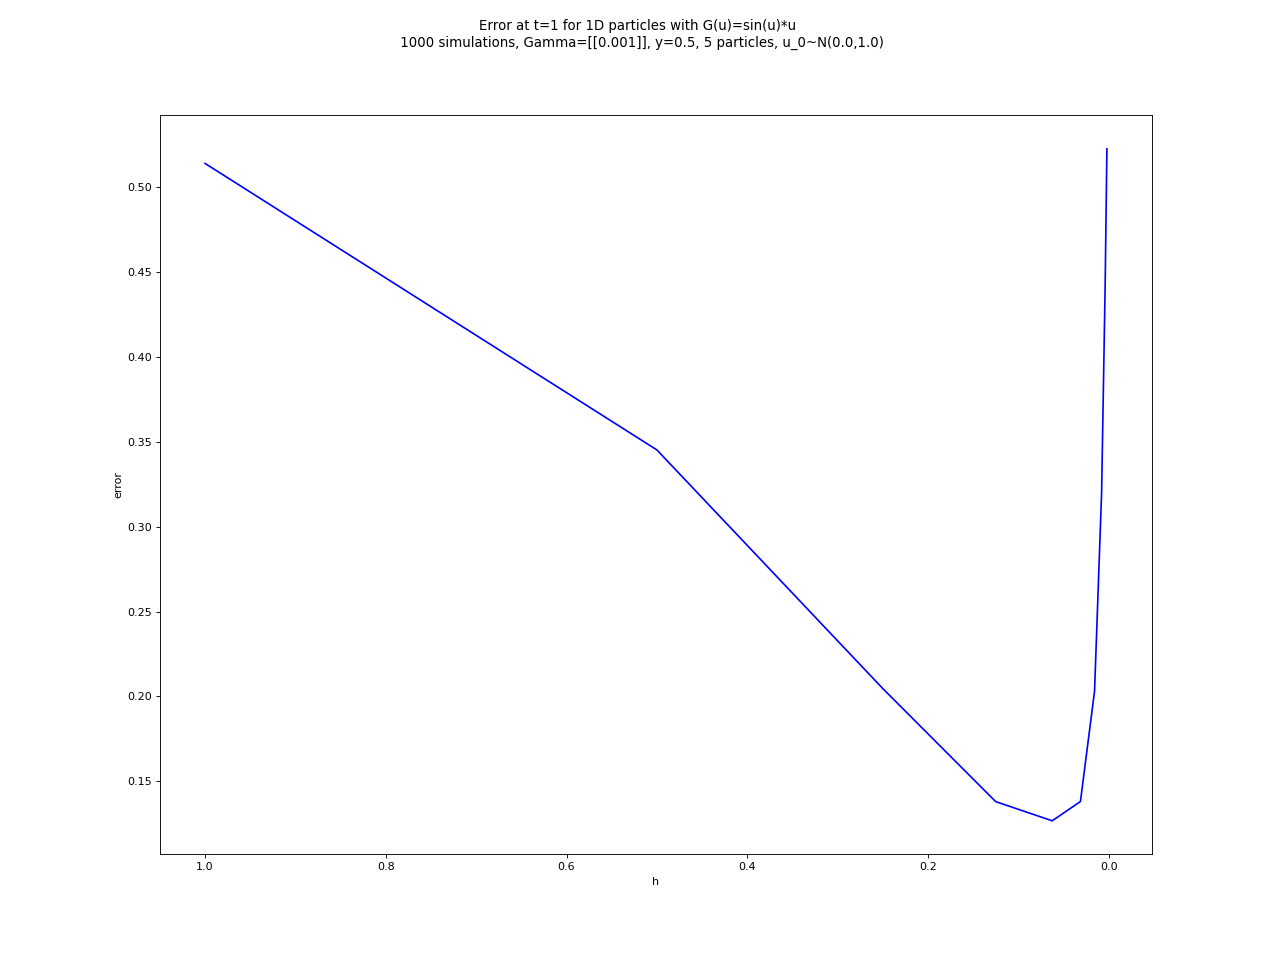 Error at t=1 for 1D particles with G(u)=sin(u)*u
1000 simulations, Gamma=[[0.001]], y=0.5, 5 particles, u_0~N(0.0,1.0)
0.50
0.45
0.40
0.35
0.30
0.25
0.20
0.15
error
1.0 0.8 0.6 0.4 0.2 0.0
h